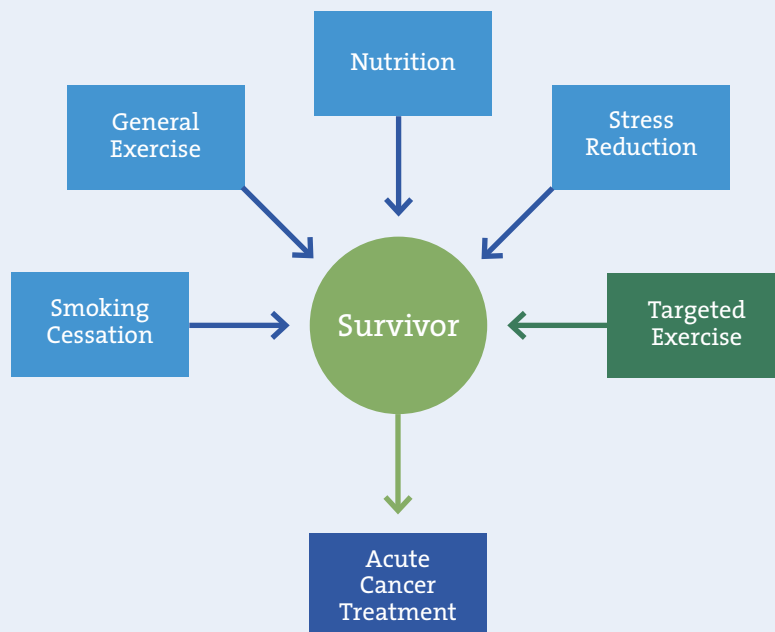 Nutrition
General
Exercise
Stress
Reduction
Smoking
Cessation
Survivor
Targeted
Exercise
Acute
Cancer
Treatment